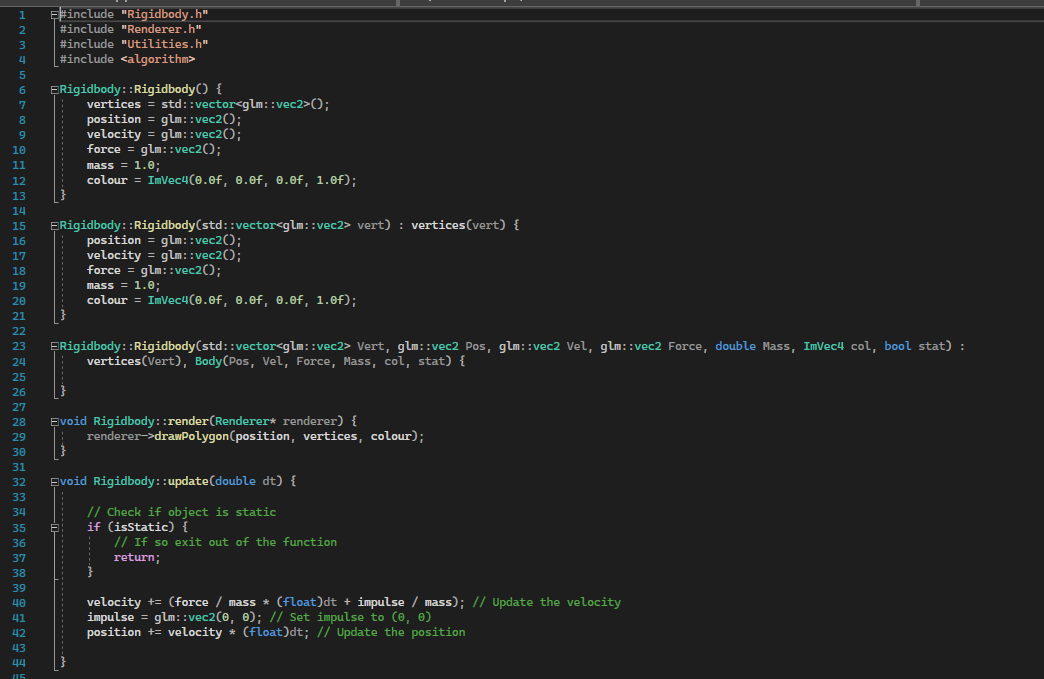 1 #include "Rigidbody.h"
2 #include "Renderer.h"
3 #include "Utilities.h"
4 #include <algorithm>
5
6 Rigidbody::Rigidbody() {
7     vertices = std::vector<glm::vec2>();
8     position = glm::vec2();
9     velocity = glm::vec2();
10     force = glm::vec2();
11     mass = 1.0;
12     colour = ImVec4(0.0f, 0.0f, 0.0f, 1.0f);
13 }
14
15 Rigidbody::Rigidbody(std::vector<glm::vec2> vert) : vertices(vert) {
16     position = glm::vec2();
17     velocity = glm::vec2();
18     force = glm::vec2();
19     mass = 1.0;
20     colour = ImVec4(0.0f, 0.0f, 0.0f, 1.0f);
21 }
22
23 Rigidbody::Rigidbody(std::vector<glm::vec2> Vert, glm::vec2 Pos, glm::vec2 Vel, glm::vec2 Force, double Mass, ImVec4 col, bool stat) :
24     vertices(Vert), Body(Pos, Vel, Force, Mass, col, stat) {
25
26 }
27
28 void Rigidbody::render(Renderer* renderer) {
29     renderer->drawPolygon(position, vertices, colour);
30 }
31
32 void Rigidbody::update(double dt) {
33
34     // Check if object is static
35     if (isStatic) {
36         // If so exit out of the function
37         return;
38     }
39
40     velocity += (force / mass * (float)dt + impulse / mass); // Update the velocity
41     impulse = glm::vec2(0, 0); // Set impulse to (0, 0)
42     position += velocity * (float)dt; // Update the position
43
44 }
45